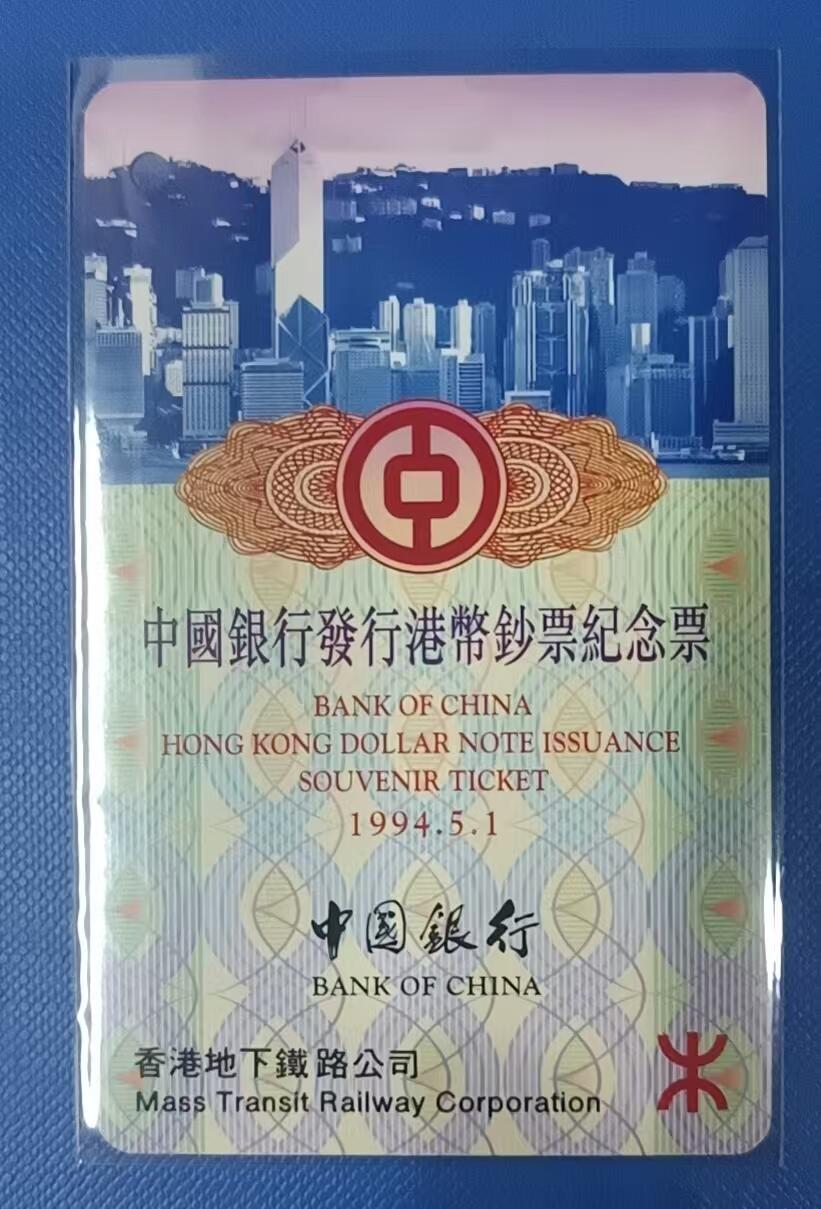 中國銀行發行港幣鈔票紀念票
BANK OF CHINA
HONG KONG DOLLAR NOTE ISSUANCE
SOUVENIR TICKET
1994.5.1
中国銀行
BANK OF CHINA
香港地下鐵路公司
Mass Transit Railway Corporation